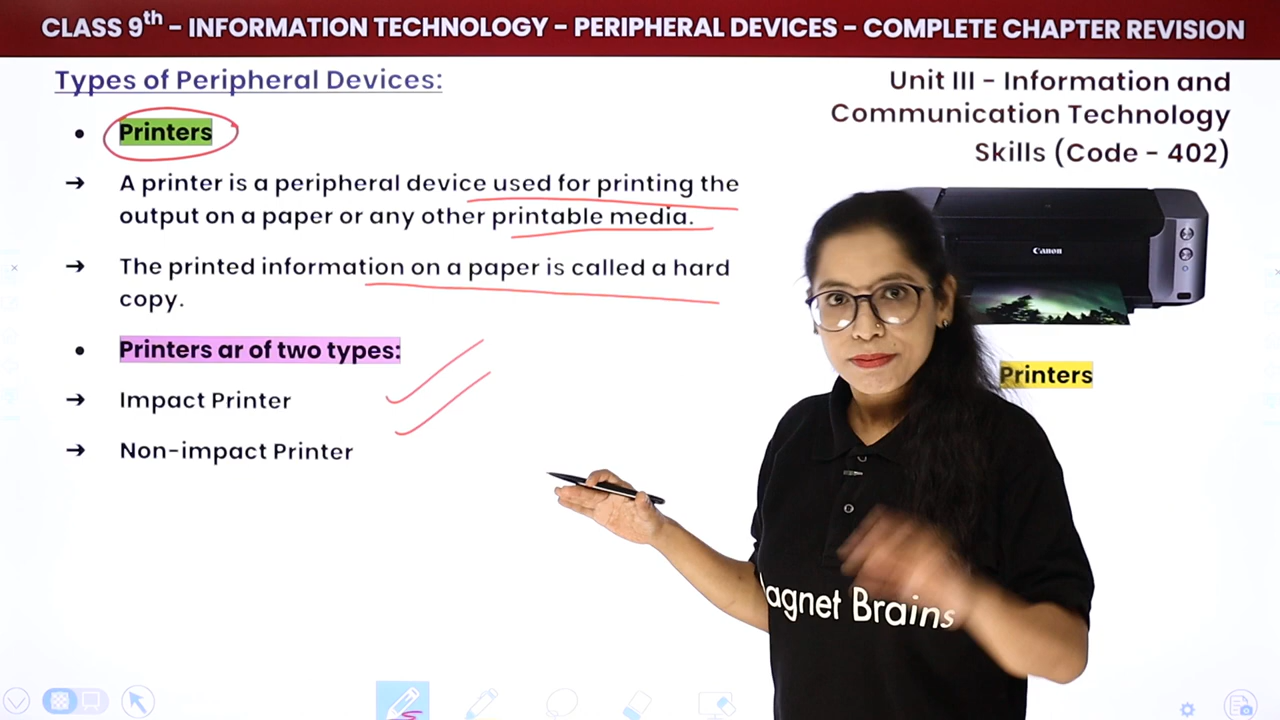 CLASS 9th - INFORMATION TECHNOLOGY - PERIPHERAL DEVICES - COMPLETE CHAPTER REVISION
Types of Peripheral Devices:
Unit III - Information and
Communication Technology
Skills (Code - 402)
• Printers
→ A printer is a peripheral device used for printing the
output on a paper or any other printable media.
→ The printed information on a paper is called a hard
copy.
• Printers ar of two types:
→ Impact Printer
→ Non-impact Printer
Canon
Printers
agnet Brains